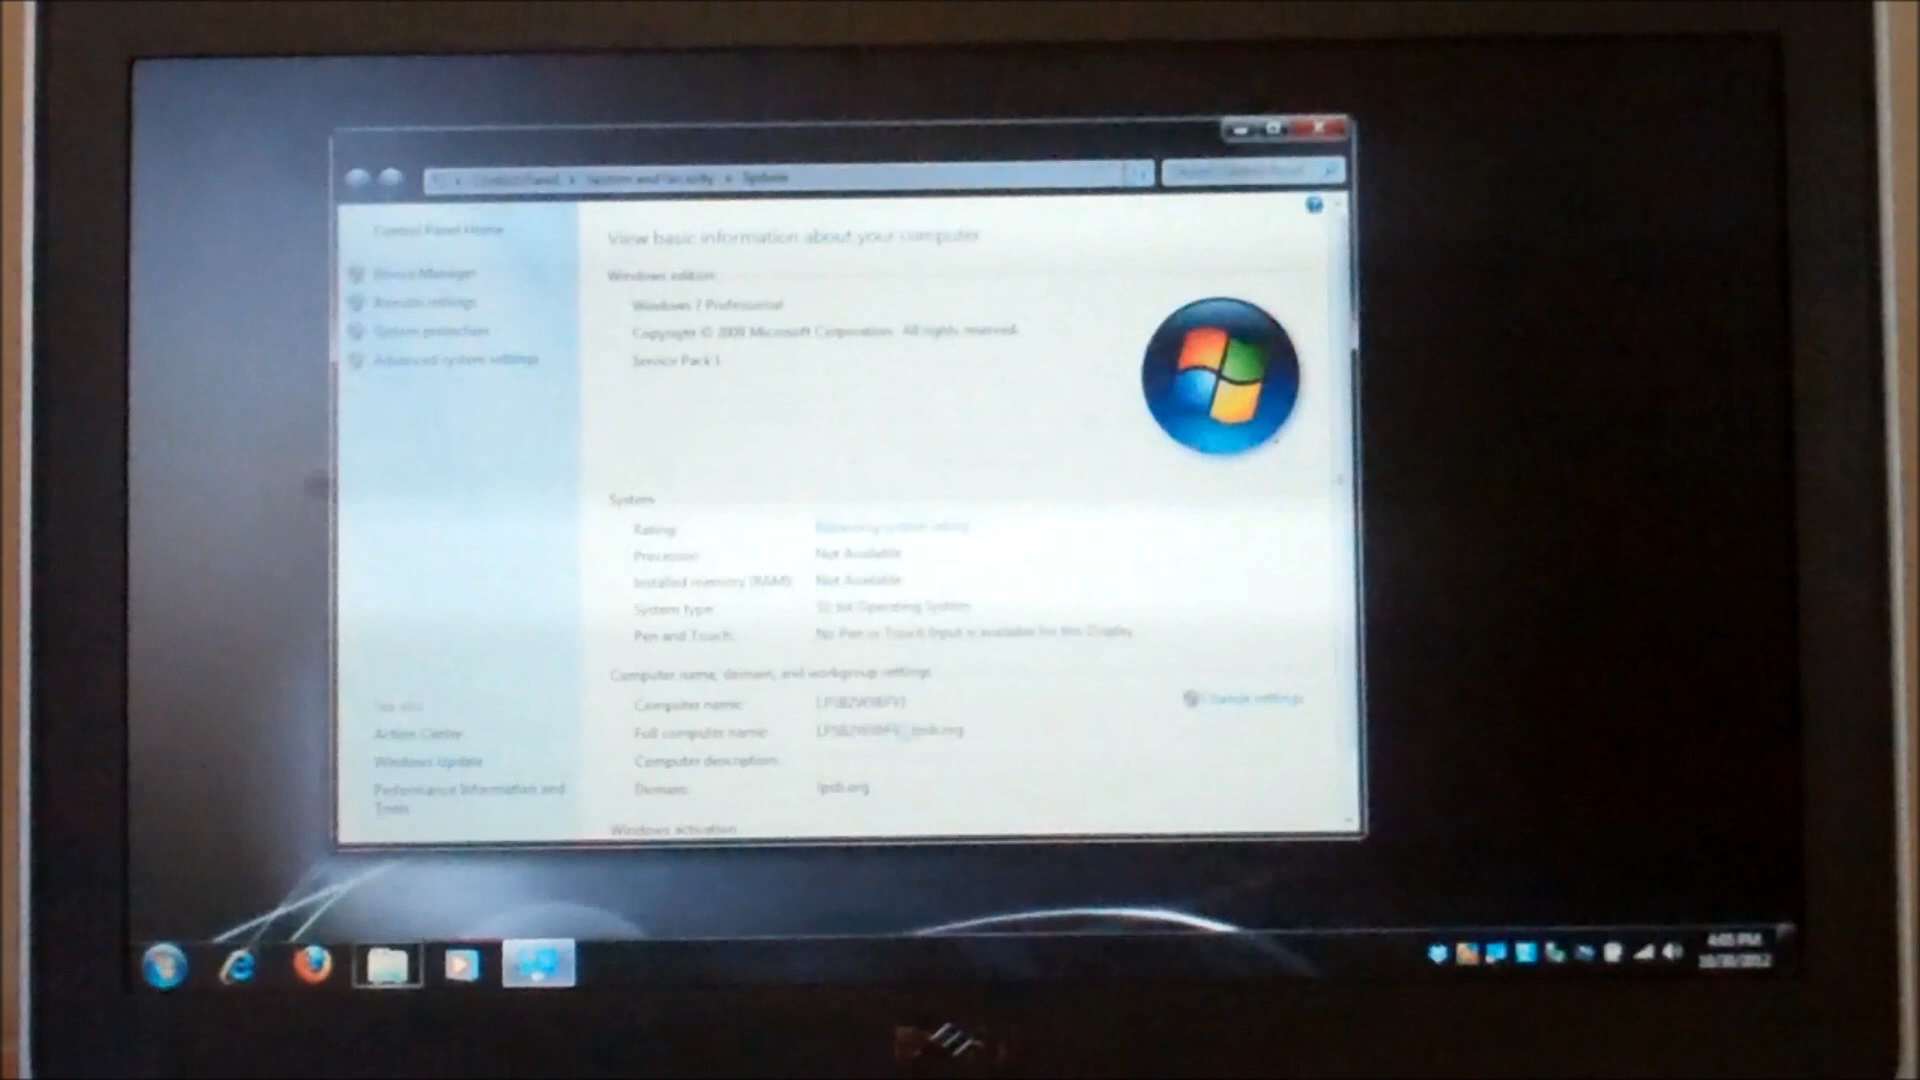 Control Panel ▸ System and Security ▸ System
Control Panel Home
Device Manager
Remote settings
System protection
Advanced system settings
View basic information about your computer
Windows edition
Windows 7 Professional
Copyright © 2009 Microsoft Corporation. All rights reserved.
Service Pack 1
System
Rating:
Processor: Not Available
Installed memory (RAM): Not Available
System type: 32-bit Operating System
Pen and Touch: No Pen or Touch Input is available for this Display
Computer name, domain, and workgroup settings
Computer name:
Change settings
Full computer name:
Computer description:
Domain: lpsb.org
Windows activation
See also
Action Center
Windows Update
Performance Information and
Tools
4:05 PM